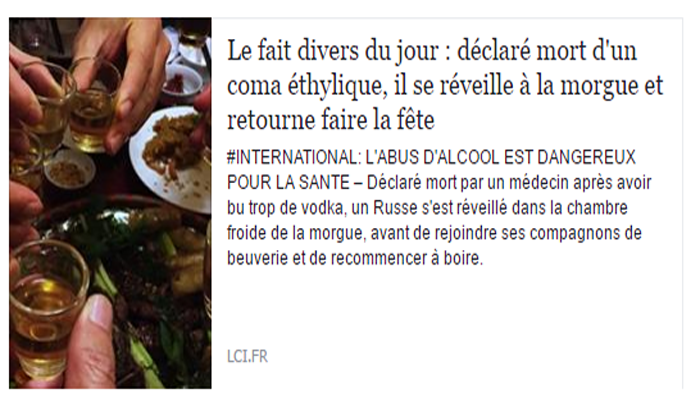 Le fait divers du jour : déclaré mort d'un
coma éthylique, il se réveille à la morgue et
retourne faire la fête
#INTERNATIONAL: L'ABUS D'ALCOOL EST DANGEREUX
POUR LA SANTE – Déclaré mort par un médecin après avoir
bu trop de vodka, un Russe s'est réveillé dans la chambre
froide de la morgue, avant de rejoindre ses compagnons de
beuverie et de recommencer à boire.
LCI.FR